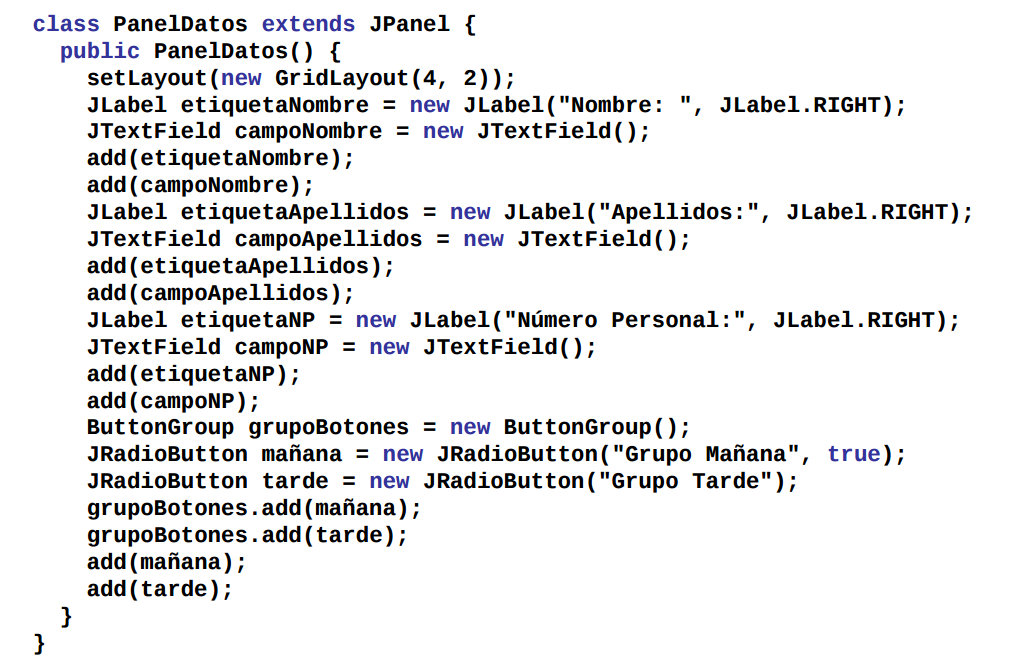 class PanelDatos extends JPanel {
  public PanelDatos() {
    setLayout(new GridLayout(4, 2));
    JLabel etiquetaNombre = new JLabel("Nombre: ", JLabel.RIGHT);
    JTextField campoNombre = new JTextField();
    add(etiquetaNombre);
    add(campoNombre);
    JLabel etiquetaApellidos = new JLabel("Apellidos:", JLabel.RIGHT);
    JTextField campoApellidos = new JTextField();
    add(etiquetaApellidos);
    add(campoApellidos);
    JLabel etiquetaNP = new JLabel("Número Personal:", JLabel.RIGHT);
    JTextField campoNP = new JTextField();
    add(etiquetaNP);
    add(campoNP);
    ButtonGroup grupoBotones = new ButtonGroup();
    JRadioButton mañana = new JRadioButton("Grupo Mañana", true);
    JRadioButton tarde = new JRadioButton("Grupo Tarde");
    grupoBotones.add(mañana);
    grupoBotones.add(tarde);
    add(mañana);
    add(tarde);
  }
}